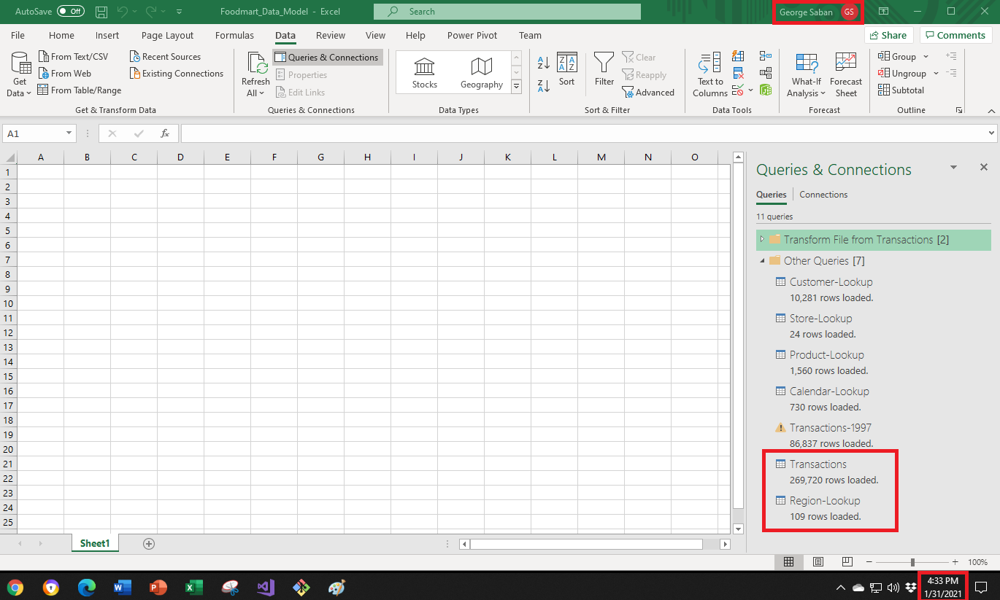 AutoSave Off Foodmart_Data_Model - Excel Search George Saban GS
File Home Insert Page Layout Formulas Data Review View Help Power Pivot Team Share Comments
Get Data
From Text/CSV
From Web
From Table/Range
Recent Sources
Existing Connections
Get & Transform Data
Refresh All
Queries & Connections
Properties
Edit Links
Queries & Connections
Stocks
Geography
Data Types
Sort
Filter
Clear
Reapply
Advanced
Sort & Filter
Text to
Columns
Data Tools
What-If
Analysis
Forecast
Sheet
Forecast
Group
Ungroup
Subtotal
Outline
A1 fx
A B C D E F G H I J K L M N O
1
2
3
4
5
6
7
8
9
10
11
12
13
14
15
16
17
18
19
20
21
22
23
24
25
Queries & Connections
Queries Connections
11 queries
Transform File from Transactions [2]
Other Queries [7]
Customer-Lookup
10,281 rows loaded.
Store-Lookup
24 rows loaded.
Product-Lookup
1,560 rows loaded.
Calendar-Lookup
730 rows loaded.
Transactions-1997
86,837 rows loaded.
Transactions
269,720 rows loaded.
Region-Lookup
109 rows loaded.
Sheet1
100%
4:33 PM
1/31/2021